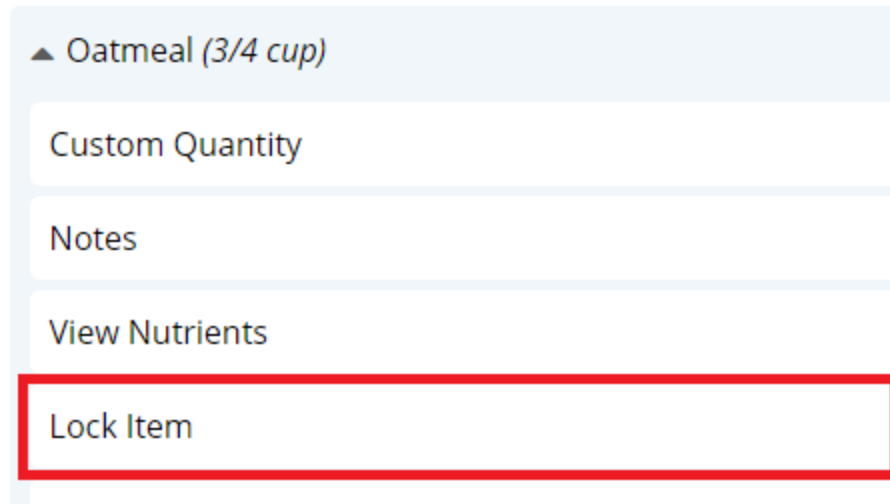 Oatmeal (3/4 cup)
Custom Quantity
Notes
View Nutrients
Lock Item